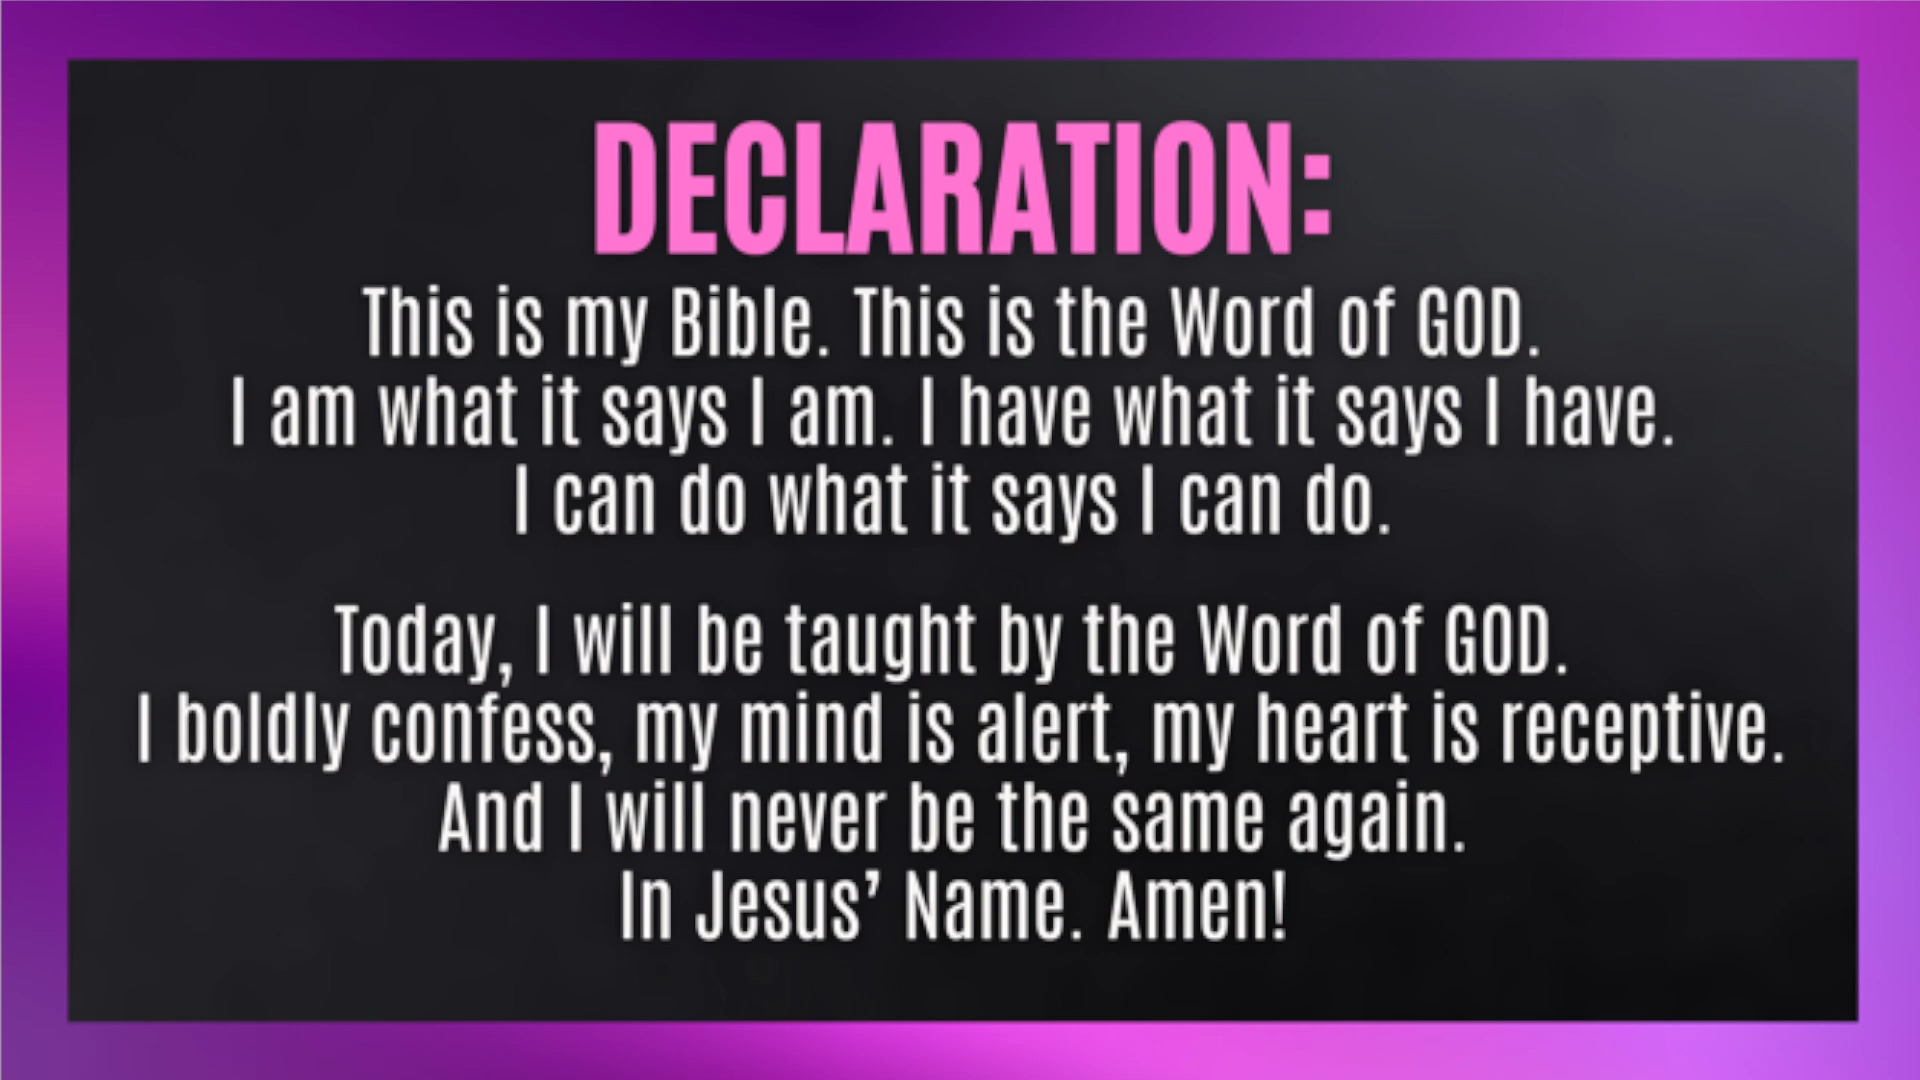 DECLARATION:
This is my Bible. This is the Word of GOD.
I am what it says I am. I have what it says I have.
I can do what it says I can do.
Today, I will be taught by the Word of GOD.
I boldly confess, my mind is alert, my heart is receptive.
And I will never be the same again.
In Jesus’ Name. Amen!